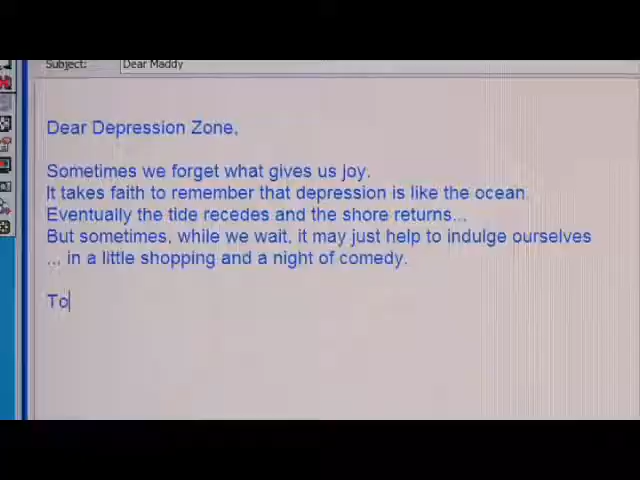 Subject: Dear Maddy
Dear Depression Zone,
Sometimes we forget what gives us joy.
It takes faith to remember that depression is like the ocean.
Eventually the tide recedes and the shore returns...
But sometimes, while we wait, it may just help to indulge ourselves
... in a little shopping and a night of comedy.
To